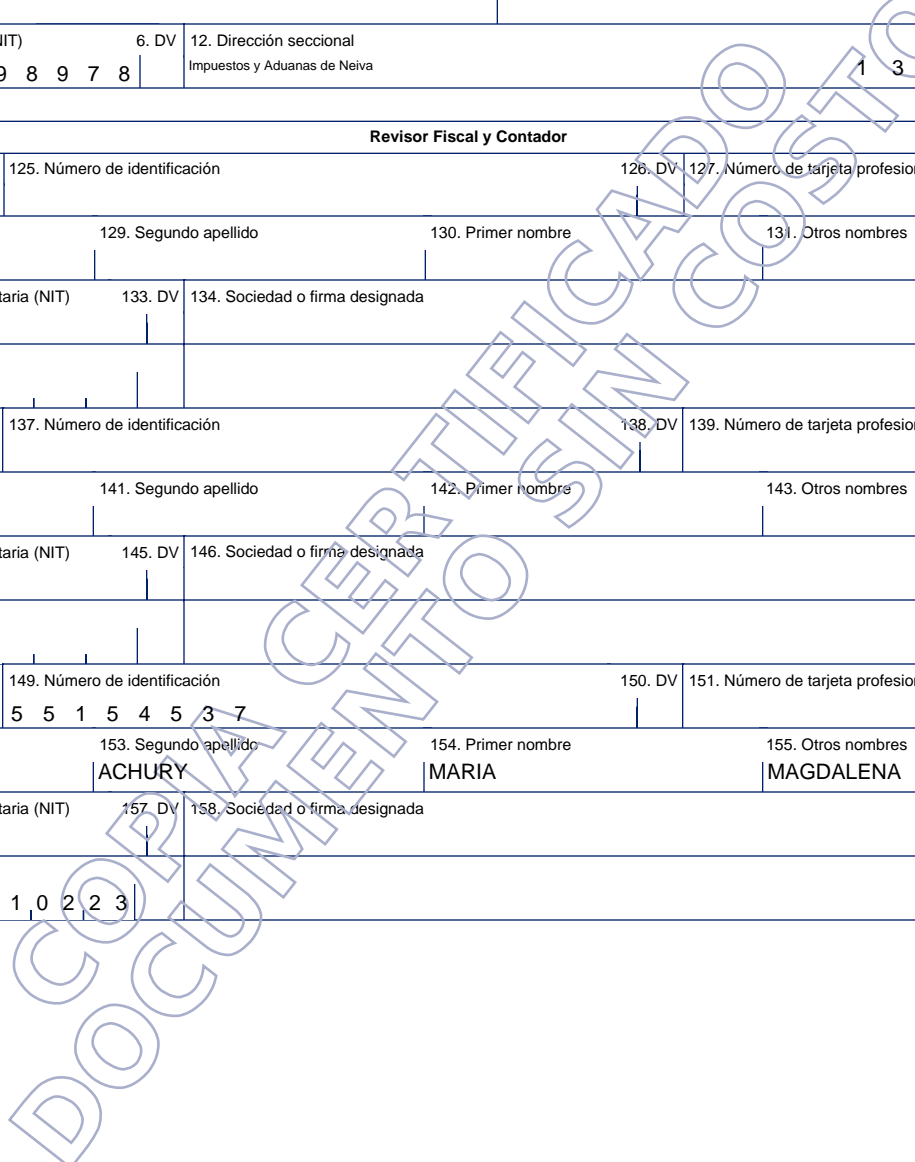 NIT) 6. DV 12. Dirección seccional
9 8 9 7 8 Impuestos y Aduanas de Neiva 1 3
Revisor Fiscal y Contador
125. Número de identificación 126. DV 127. Número de tarjeta profesion
129. Segundo apellido 130. Primer nombre 131. Otros nombres
taria (NIT) 133. DV 134. Sociedad o firma designada
137. Número de identificación 138. DV 139. Número de tarjeta profesion
141. Segundo apellido 142. Primer nombre 143. Otros nombres
taria (NIT) 145. DV 146. Sociedad o firma designada
149. Número de identificación 150. DV 151. Número de tarjeta profesion
5 5 1 5 4 5 3 7
153. Segundo apellido 154. Primer nombre 155. Otros nombres
ACHURY MARIA MAGDALENA
taria (NIT) 157. DV 158. Sociedad o firma designada
1 0 2 2 3
COPIA CERTIFICADO
DOCUMENTO SIN COSTO